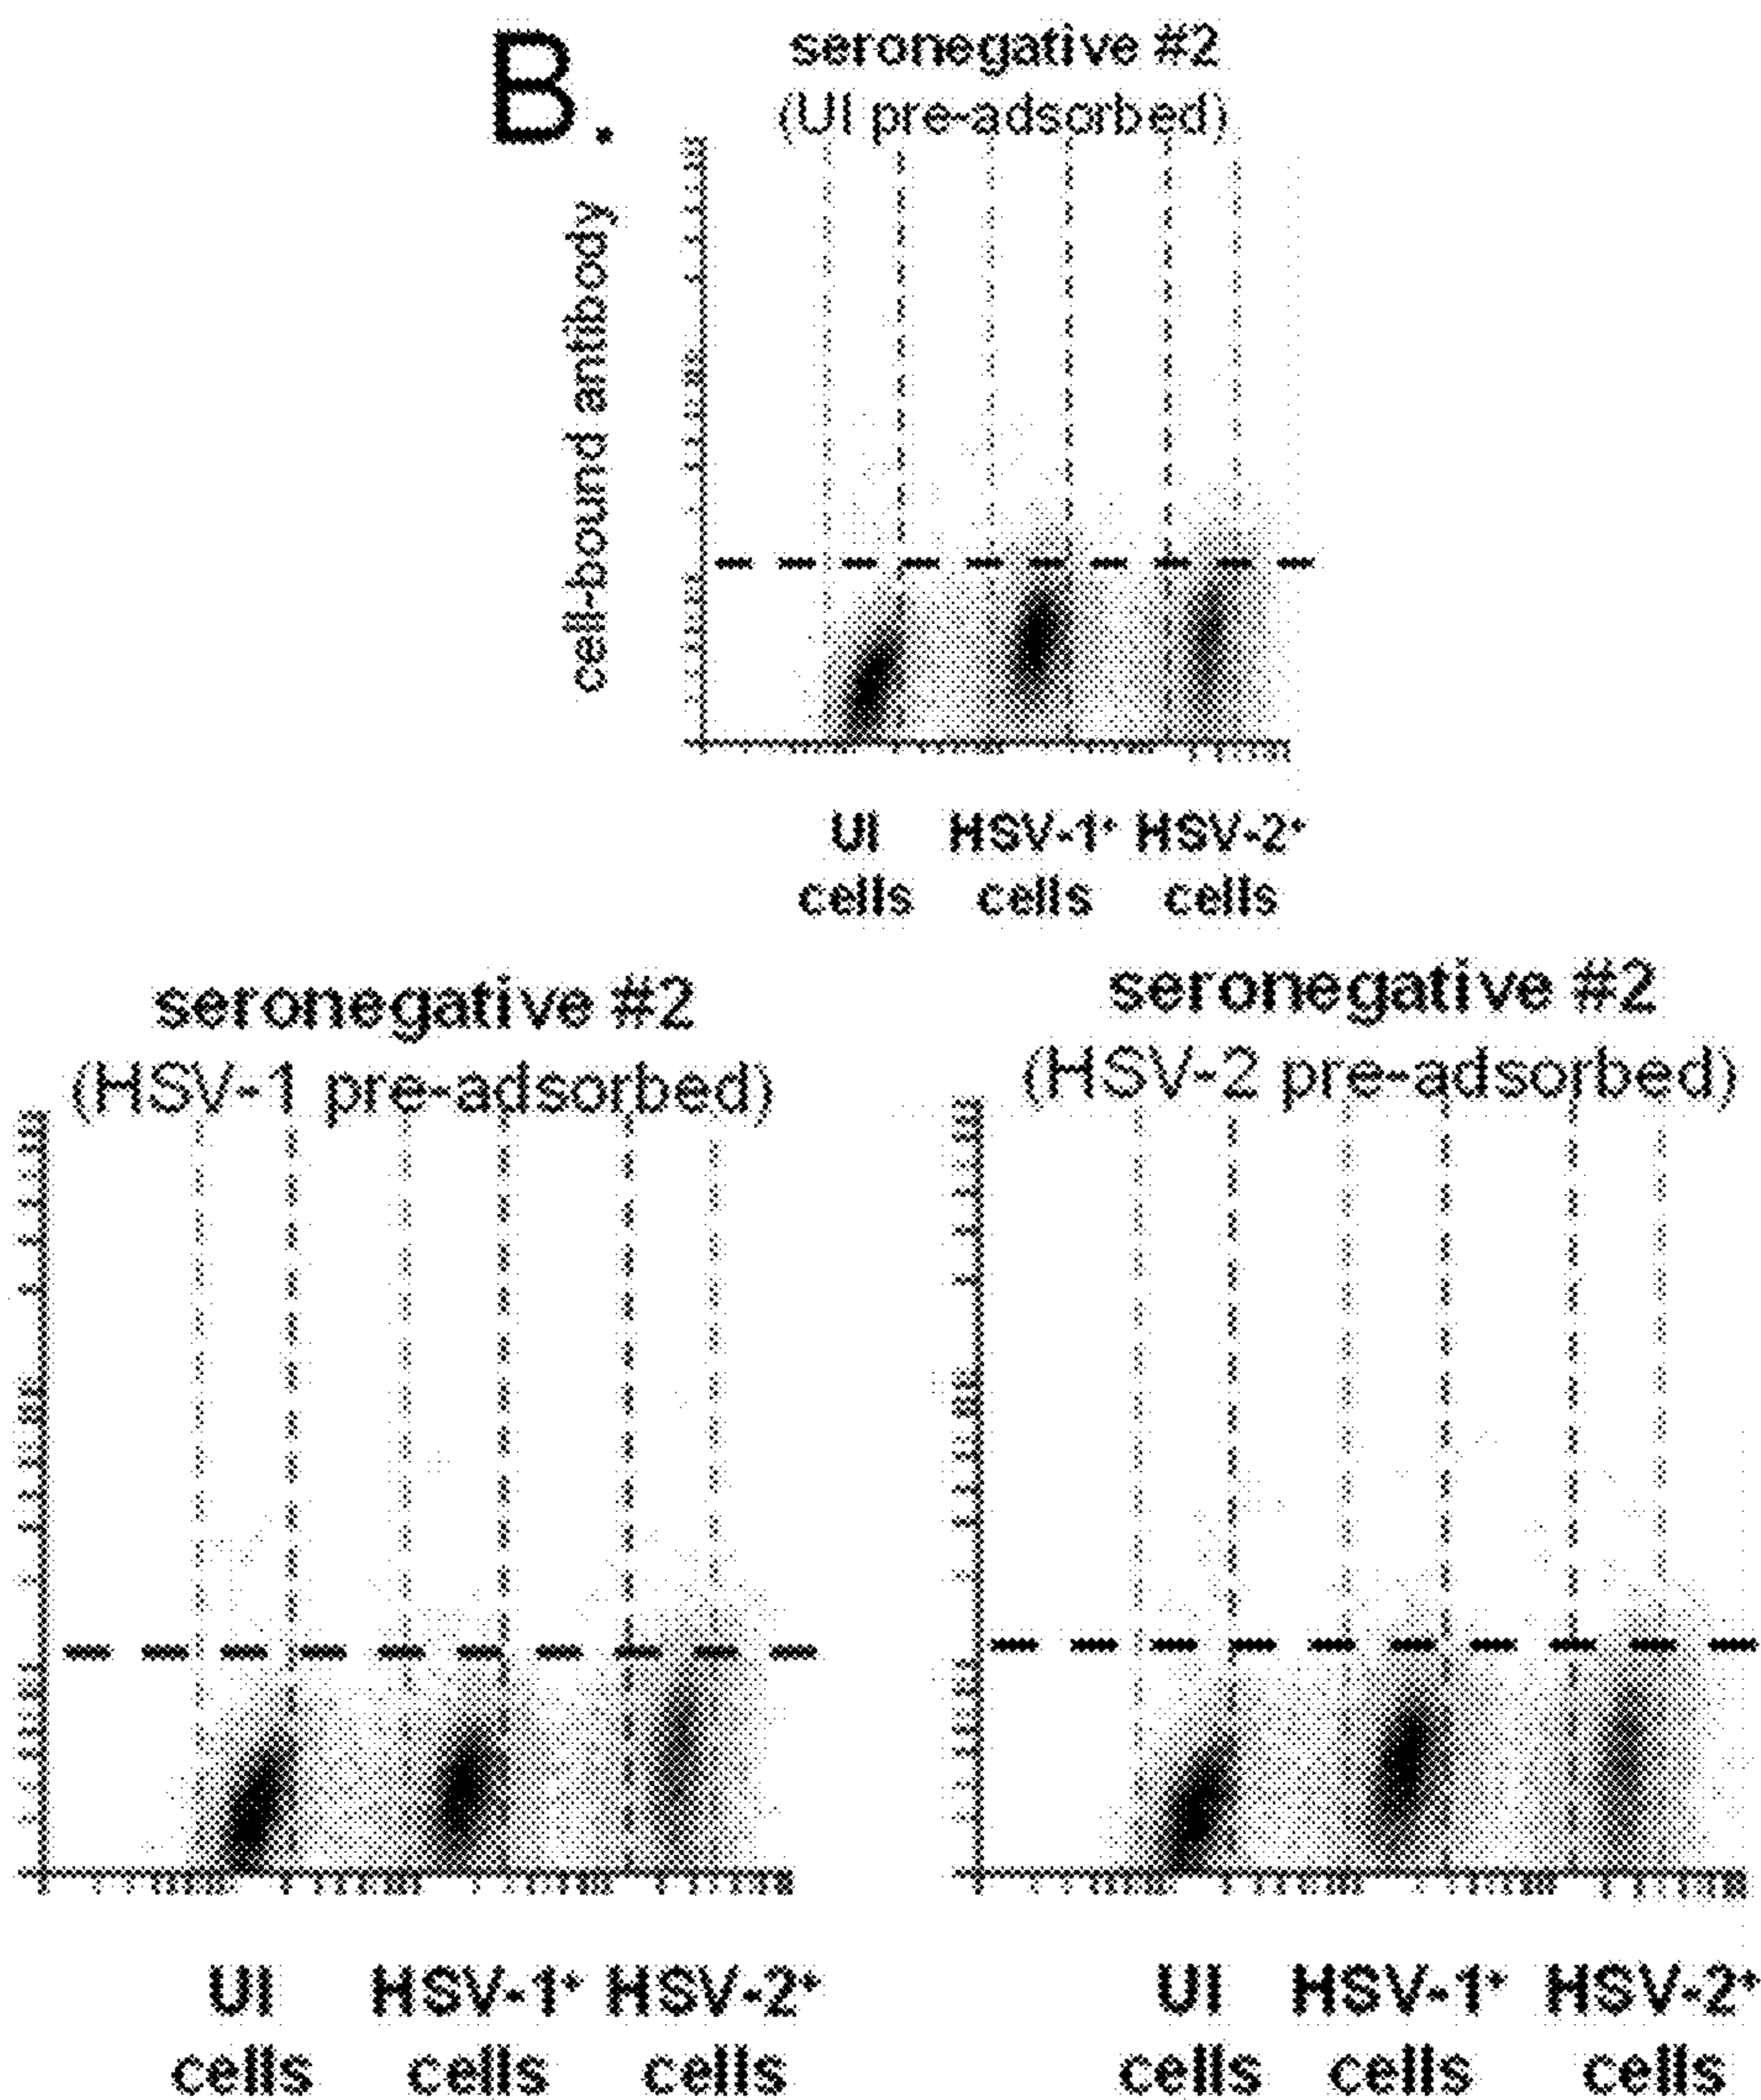 B.
seronegative #2
(UI pre-adsorbed)
cell-bound antibody
UI HSV-1⁺ HSV-2⁺
cells cells cells
seronegative #2
(HSV-1 pre-adsorbed)
UI HSV-1⁺ HSV-2⁺
cells cells cells
seronegative #2
(HSV-2 pre-adsorbed)
UI HSV-1⁺ HSV-2⁺
cells cells cells